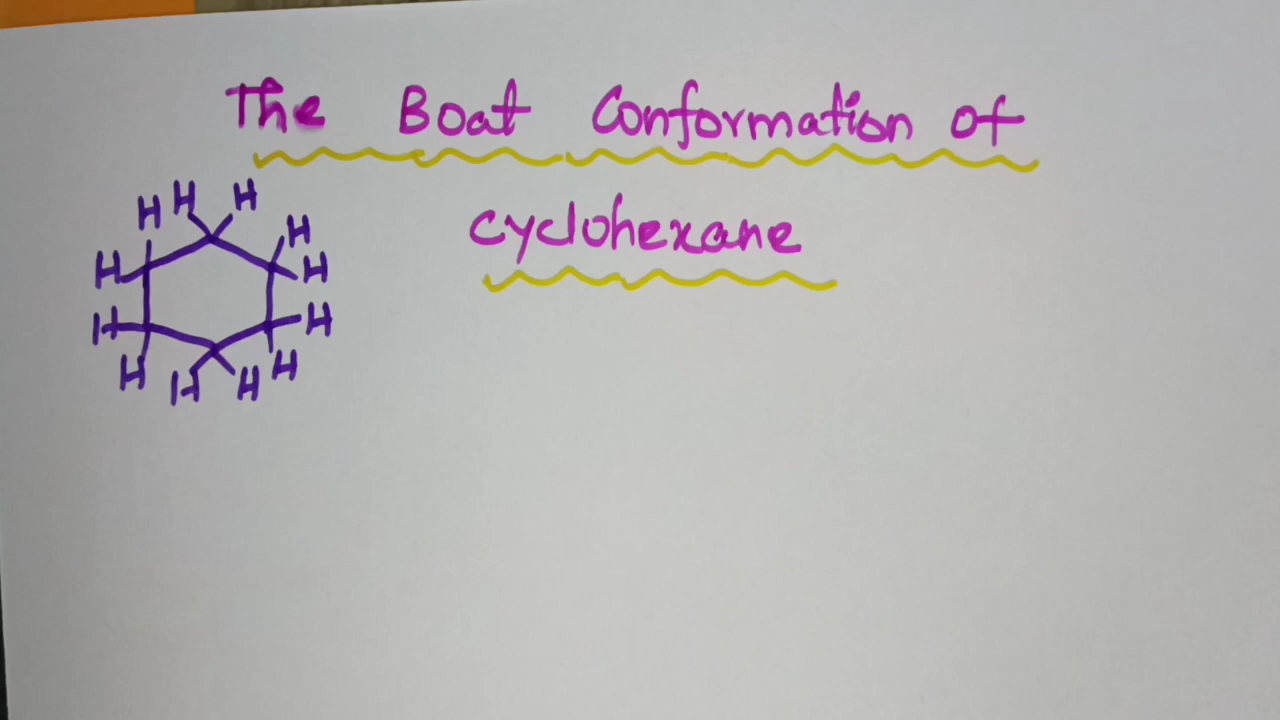 The Boat Conformation of
cyclohexane
H H H
H H
H H
H H
H H H